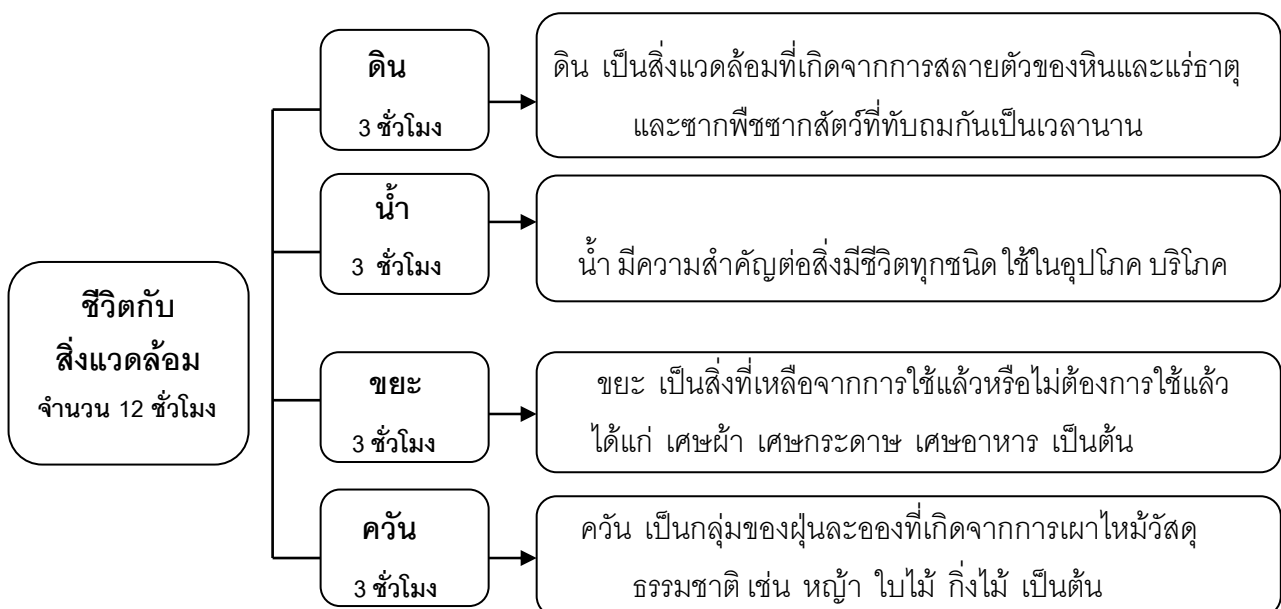 ชีวิตกับ
สิ่งแวดล้อม
จำนวน 12 ชั่วโมง
ดิน
3 ชั่วโมง
ดิน เป็นสิ่งแวดล้อมที่เกิดจากการสลายตัวของหินและแร่ธาตุ
และซากพืชซากสัตว์ที่ทับถมกันเป็นเวลานาน
น้ำ
3 ชั่วโมง
น้ำ มีความสำคัญต่อสิ่งมีชีวิตทุกชนิด ใช้ในอุปโภค บริโภค
ขยะ
3 ชั่วโมง
ขยะ เป็นสิ่งที่เหลือจากการใช้แล้วหรือไม่ต้องการใช้แล้ว
ได้แก่ เศษผ้า เศษกระดาษ เศษอาหาร เป็นต้น
ควัน
3 ชั่วโมง
ควัน เป็นกลุ่มของฝุ่นละอองที่เกิดจากการเผาไหม้วัสดุ
ธรรมชาติ เช่น หญ้า ใบไม้ กิ่งไม้ เป็นต้น